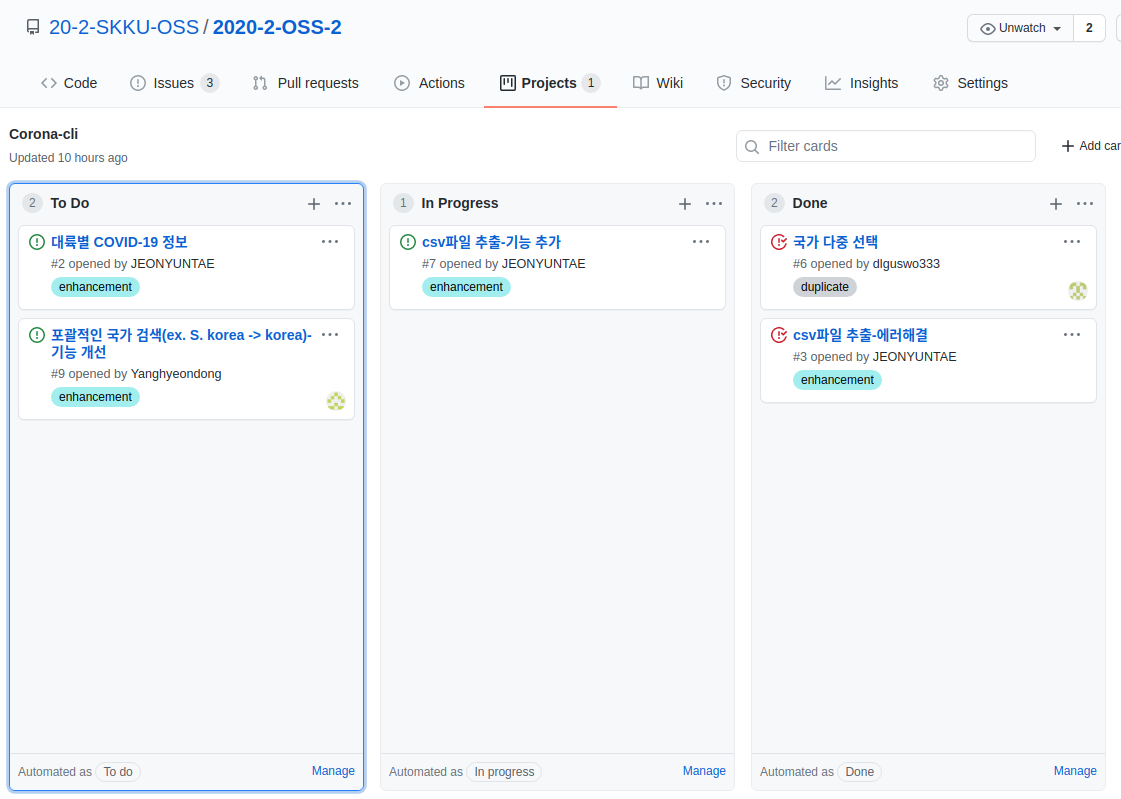 20-2-SKKU-OSS / 2020-2-OSS-2
Unwatch 2
Code Issues 3 Pull requests Actions Projects 1 Wiki Security Insights Settings
Corona-cli
Updated 10 hours ago
Filter cards
Add car
2 To Do
대륙별 COVID-19 정보
#2 opened by JEONYUNTAE
enhancement
포괄적인 국가 검색(ex. S. korea -> korea)-
기능 개선
#9 opened by Yanghyeondong
enhancement
Automated as To do Manage
1 In Progress
csv파일 추출-기능 추가
#7 opened by JEONYUNTAE
enhancement
Automated as In progress Manage
2 Done
국가 다중 선택
#6 opened by dlguswo333
duplicate
csv파일 추출-에러해결
#3 opened by JEONYUNTAE
enhancement
Automated as Done Manage